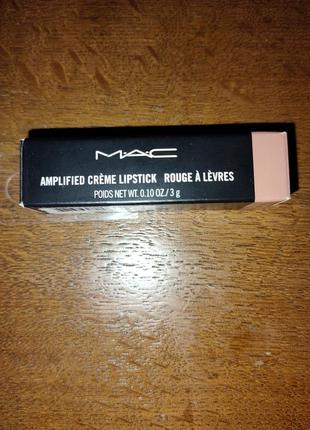 M·A·C
AMPLIFIED CRÈME LIPSTICK ROUGE À LÈVRES
POIDS NET WT. 0.10 OZ./3 g